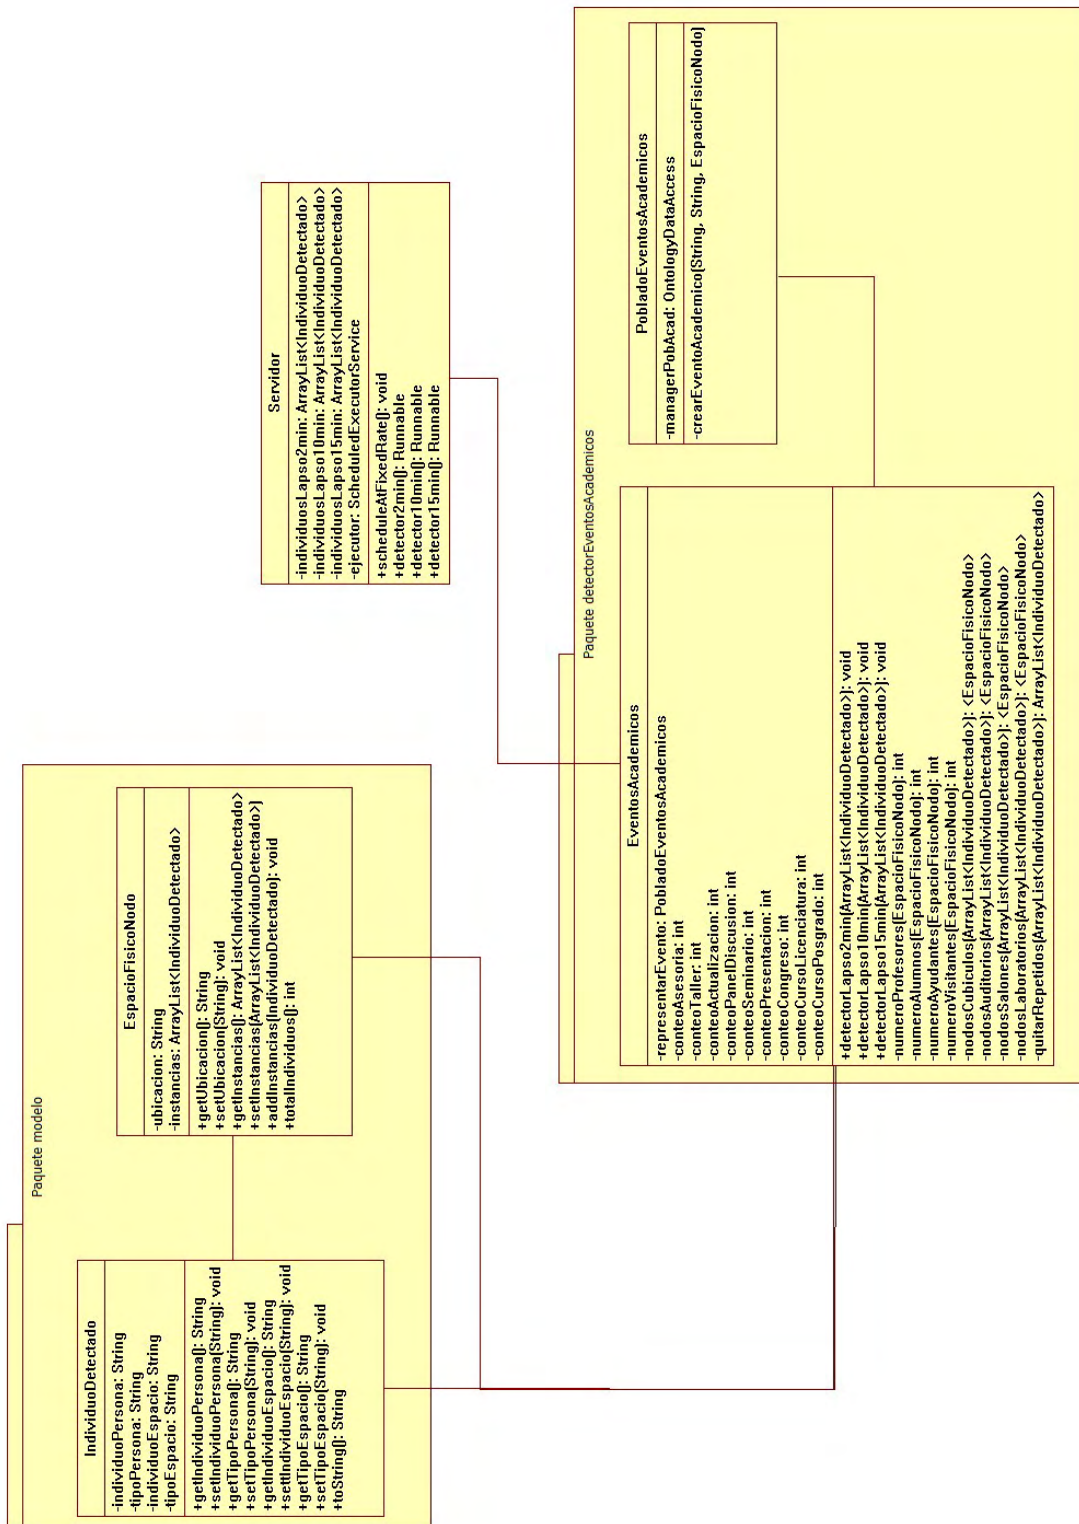 Paquete modelo
IndividuoDetectado
-individuoPersona: String
-tipoPersona: String
-individuoEspacio: String
-tipoEspacio: String
+getIndividuoPersona(): String
+setIndividuoPersona(String): void
+getTipoPersona(): String
+setTipoPersona(String): void
+getIndividuoEspacio(): String
+setIndividuoEspacio(String): void
+getTipoEspacio(): String
+setTipoEspacio(String): void
+toString(): String
EspacioFisicoNodo
-ubicacion: String
-instancias: ArrayList<IndividuoDetectado>
+getUbicacion(): String
+setUbicacion(String): void
+getInstancias(): ArrayList<IndividuoDetectado>
+setInstancias(ArrayList<IndividuoDetectado>)
+addInstancias(IndividuoDetectado): void
+totalIndividuos(): int
Servidor
-individuosLapso2min: ArrayList<IndividuoDetectado>
-individuosLapso10min: ArrayList<IndividuoDetectado>
-individuosLapso15min: ArrayList<IndividuoDetectado>
-ejecutor: ScheduledExecutorService
+scheduleAtFixedRate(): void
+detector2min(): Runnable
+detector10min(): Runnable
+detector15min(): Runnable
Paquete detectorEventosAcademicos
EventosAcademicos
-representarEvento: PobladoEventosAcademicos
-conteoAsesoria: int
-conteoTaller: int
-conteoActualizacion: int
-conteoPanelDiscusion: int
-conteoSeminario: int
-conteoPresentacion: int
-conteoCongreso: int
-conteoCursoLicenciatura: int
-conteoCursoPosgrado: int
+detectorLapso2min(ArrayList<IndividuoDetectado>): void
+detectorLapso10min(ArrayList<IndividuoDetectado>): void
+detectorLapso15min(ArrayList<IndividuoDetectado>): void
-numeroProfesores(EspacioFisicoNodo): int
-numeroAlumnos(EspacioFisicoNodo): int
-numeroAyudantes(EspacioFisicoNodo): int
-numeroVisitantes(EspacioFisicoNodo): int
-nodosCubiculos(ArrayList<IndividuoDetectado>): <EspacioFisicoNodo>
-nodosAuditorios(ArrayList<IndividuoDetectado>): <EspacioFisicoNodo>
-nodosSalones(ArrayList<IndividuoDetectado>): <EspacioFisicoNodo>
-nodosLaboratorios(ArrayList<IndividuoDetectado>): <EspacioFisicoNodo>
-quitarRepetidos(ArrayList<IndividuoDetectado>): ArrayList<IndividuoDetectado>
PobladoEventosAcademicos
-managerPobAcad: OntologyDataAccess
-crearEventoAcademico(String, String, EspacioFisicoNodo)